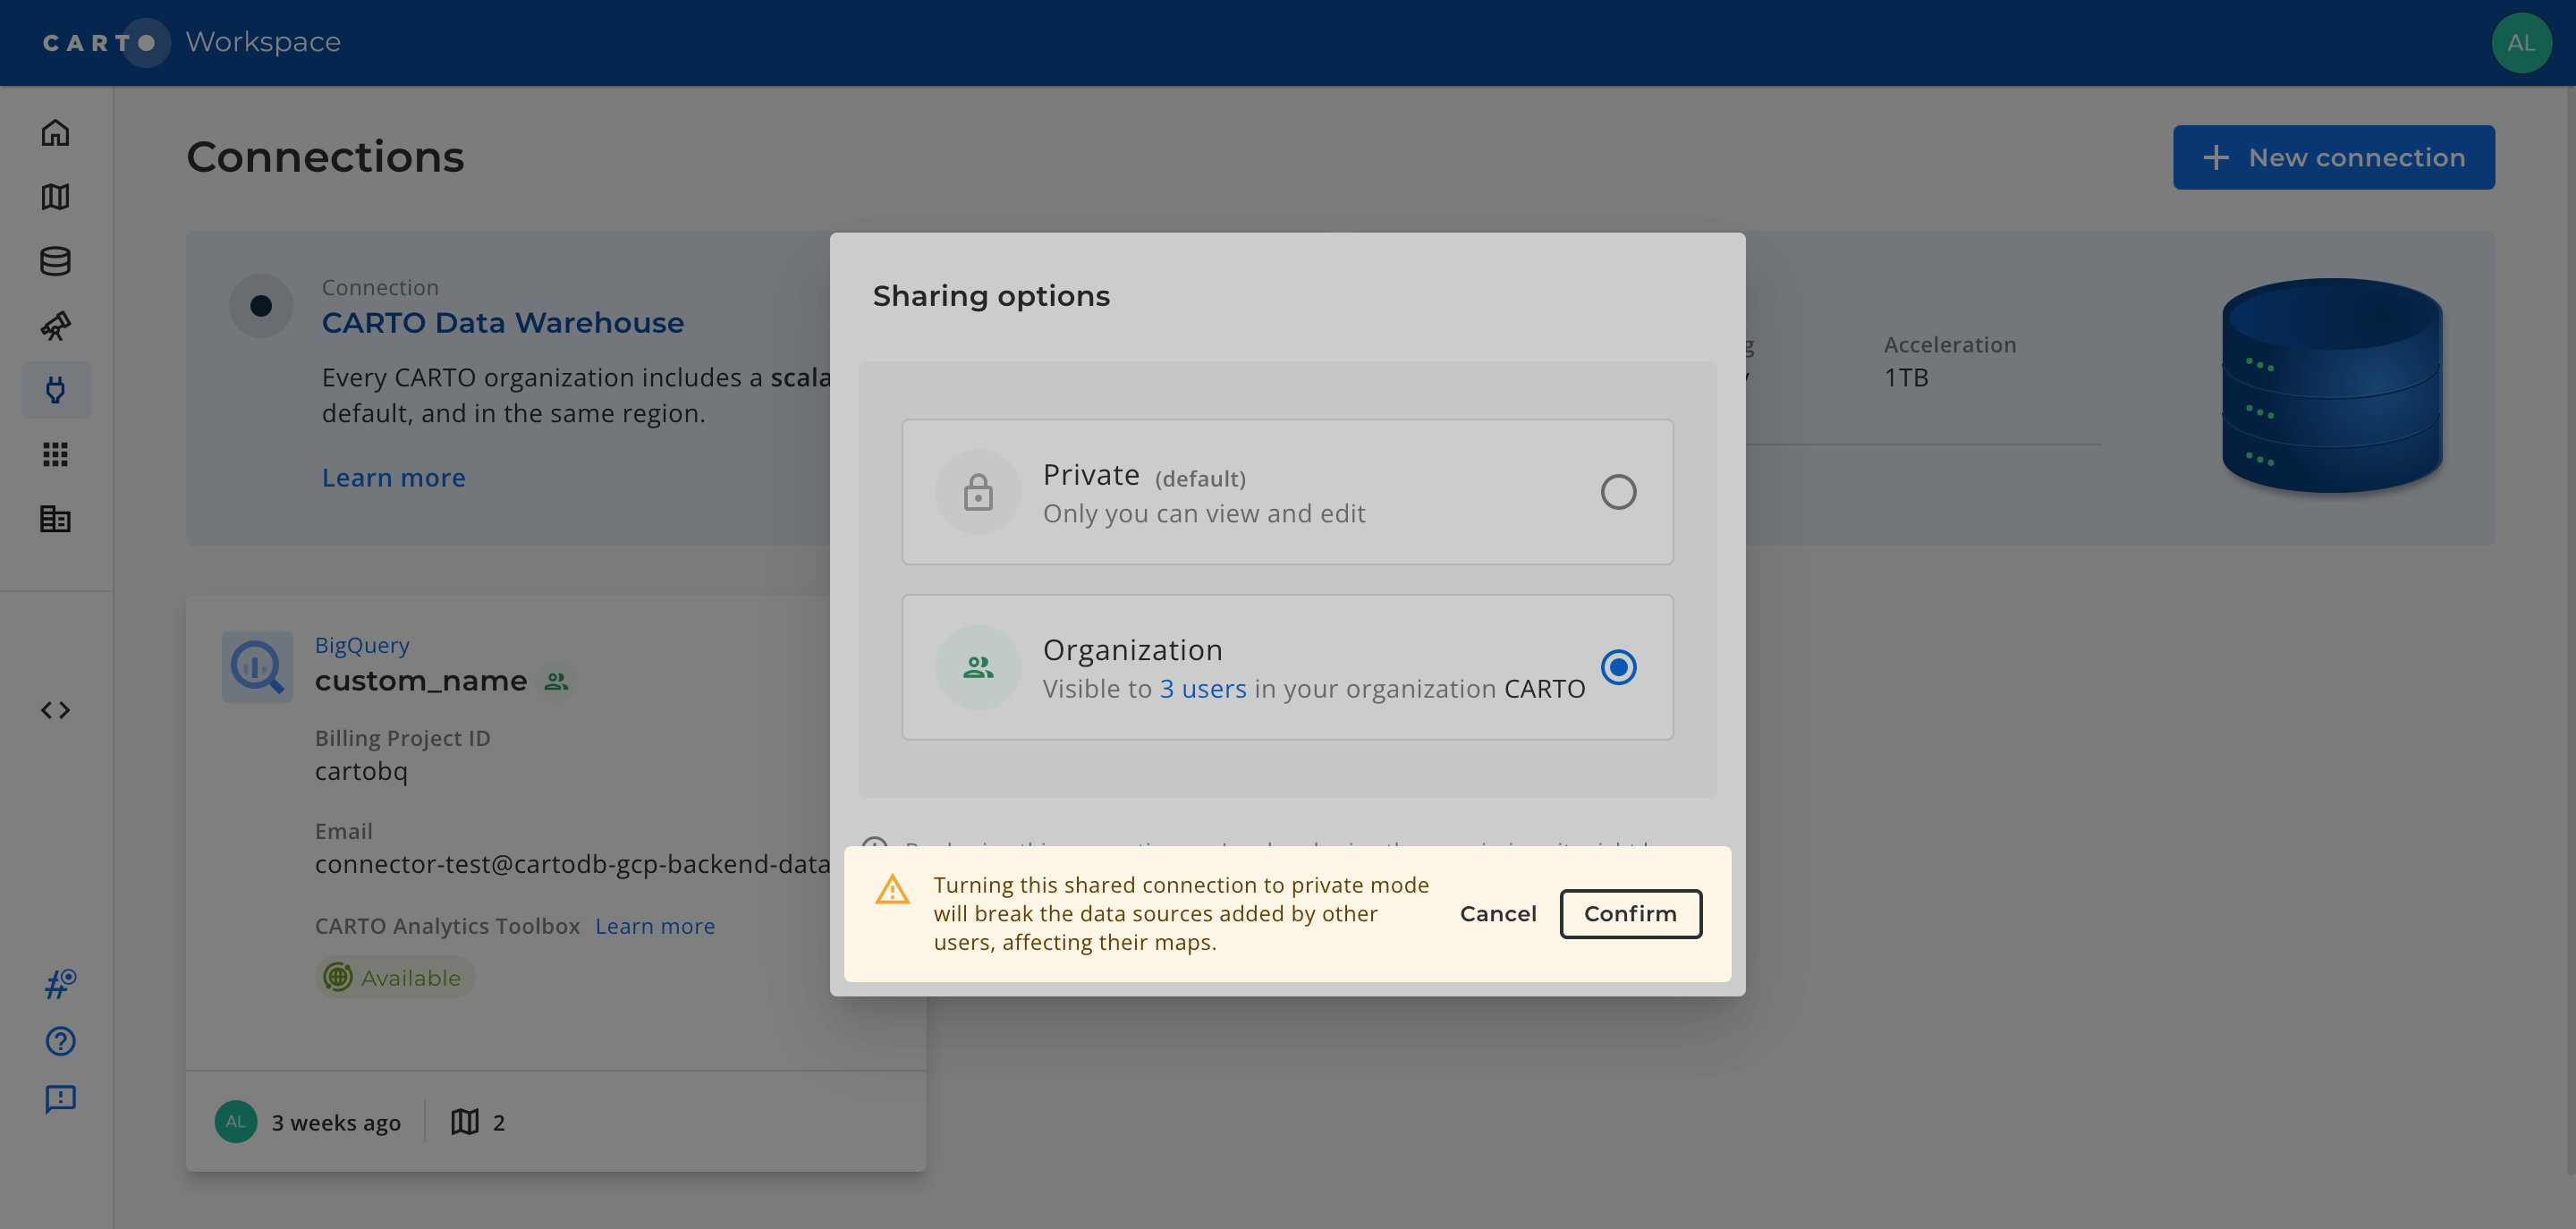 CARTO Workspace
AL
Connections
New connection
Connection
CARTO Data Warehouse
Every CARTO organization includes a scala
default, and in the same region.
Learn more
Acceleration
1TB
BigQuery
custom_name
Billing Project ID
cartobq
Email
connector-test@cartodb-gcp-backend-data
CARTO Analytics Toolbox Learn more
Available
AL 3 weeks ago 2
Sharing options
Private (default)
Only you can view and edit
Organization
Visible to 3 users in your organization CARTO
Turning this shared connection to private mode
will break the data sources added by other
users, affecting their maps.
Cancel
Confirm